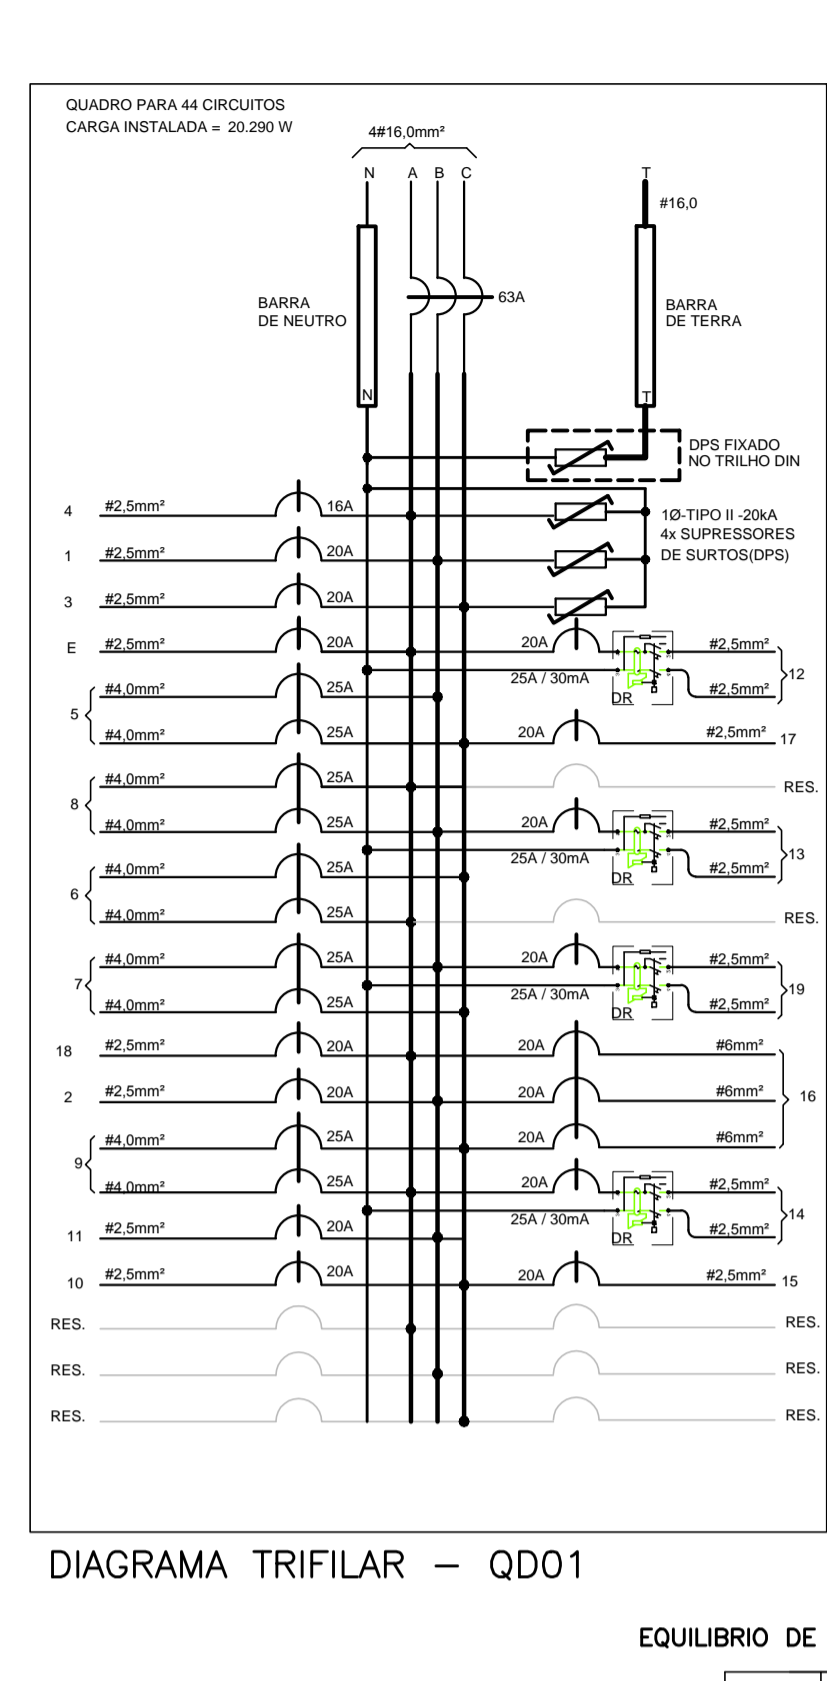 QUADRO PARA 44 CIRCUITOS
CARGA INSTALADA = 20.290 W
4#16,0mm²
N A B C T
#16,0
63A
BARRA
DE NEUTRO
BARRA
DE TERRA
N T
DPS FIXADO
NO TRILHO DIN
4 #2,5mm² 16A
1Ø-TIPO II -20kA
4x SUPRESSORES
DE SURTOS(DPS)
1 #2,5mm² 20A
3 #2,5mm² 20A
E #2,5mm² 20A 20A #2,5mm²
25A / 30mA DR 12
5 #4,0mm² 25A #2,5mm²
#4,0mm² 25A 20A #2,5mm² 17
8 #4,0mm² 25A RES.
#4,0mm² 25A 20A #2,5mm²
25A / 30mA DR 13
6 #4,0mm² 25A #2,5mm²
#4,0mm² 25A RES.
7 #4,0mm² 25A 20A #2,5mm²
25A / 30mA DR 19
#4,0mm² 25A #2,5mm²
18 #2,5mm² 20A 20A #6mm²
2 #2,5mm² 20A 20A #6mm² 16
9 #4,0mm² 25A 20A #6mm²
#4,0mm² 25A 20A #2,5mm²
25A / 30mA DR 14
11 #2,5mm² 20A #2,5mm²
10 #2,5mm² 20A 20A #2,5mm² 15
RES. RES.
RES. RES.
RES. RES.
DIAGRAMA TRIFILAR – QD01
EQUILIBRIO DE